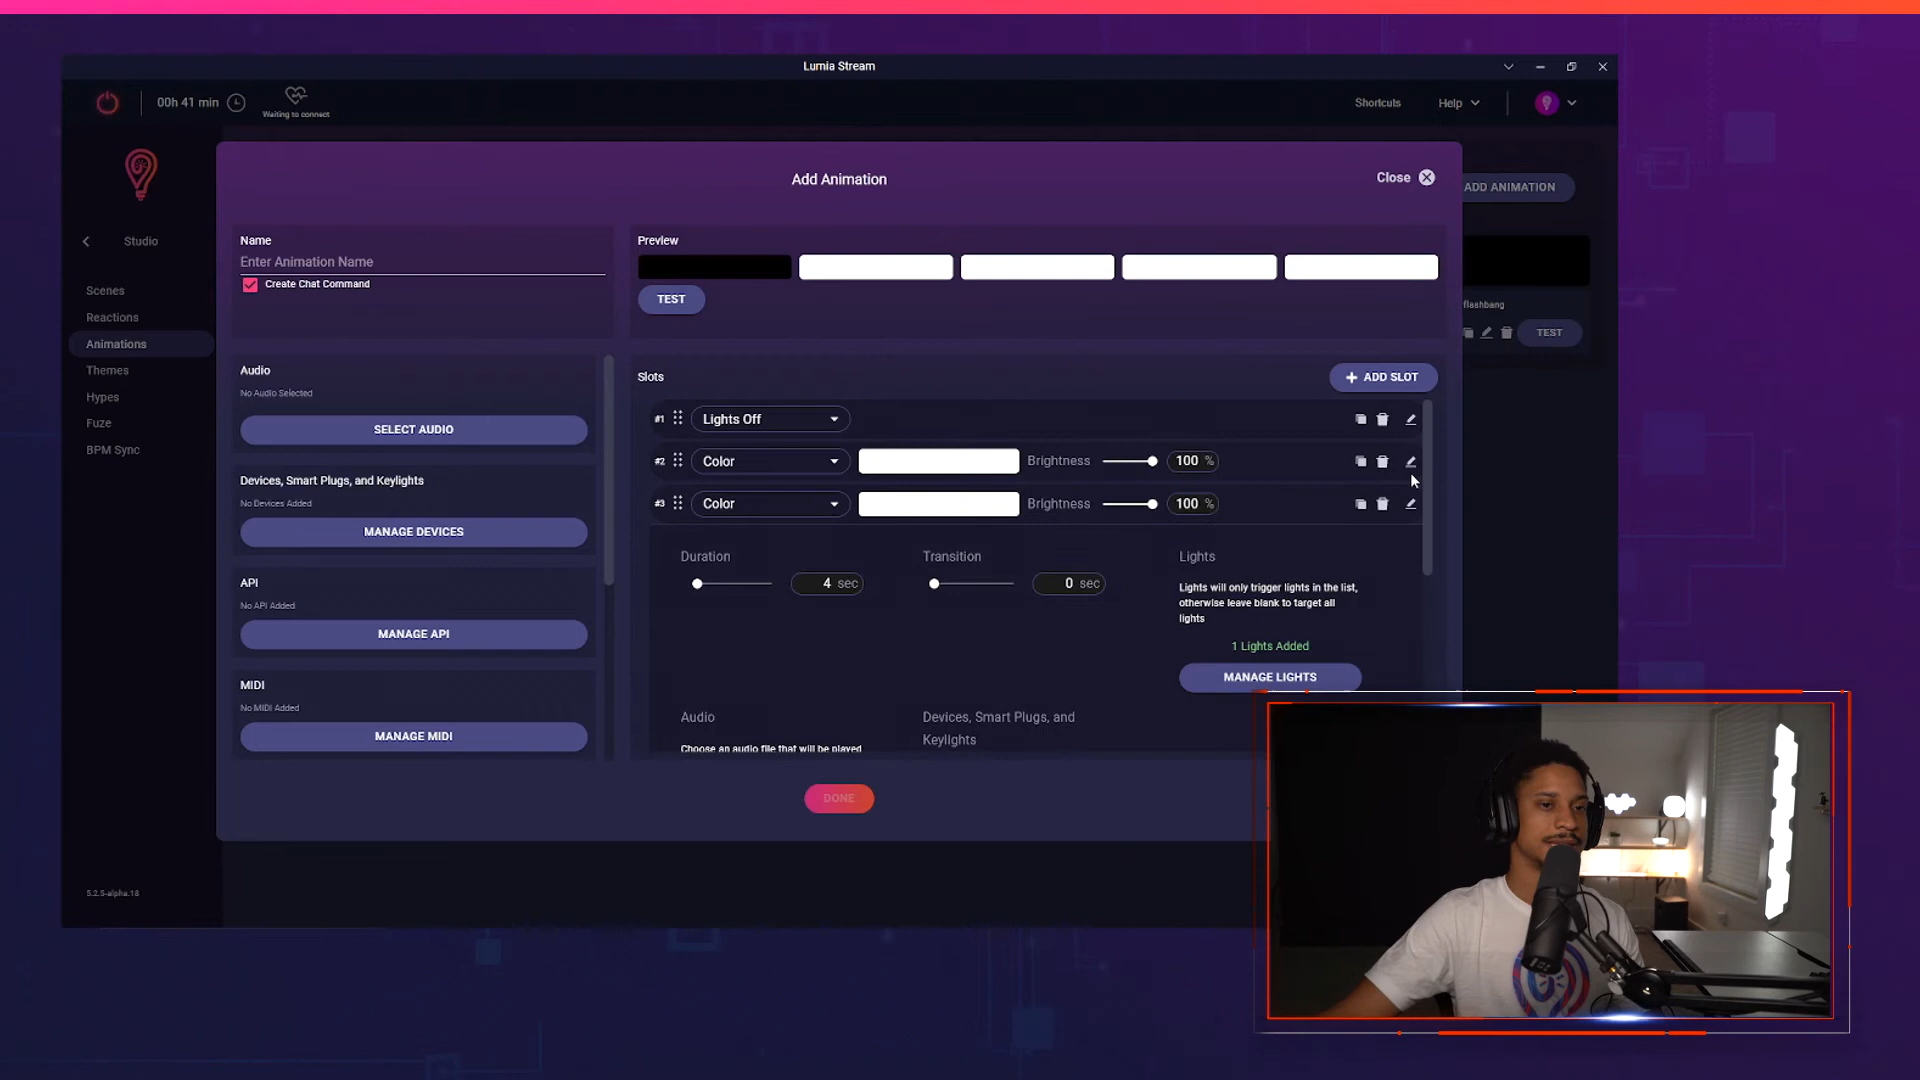 Lumia Stream
00h 41 min
Waiting to connect
Shortcuts
Help
Studio
Scenes
Reactions
Animations
Themes
Hypes
Fuze
BPM Sync
5.2.5-alpha.18
Add Animation
Close
ADD ANIMATION
Name
Enter Animation Name
Create Chat Command
Preview
TEST
flashbang
TEST
Audio
No Audio Selected
SELECT AUDIO
Devices, Smart Plugs, and Keylights
No Devices Added
MANAGE DEVICES
API
No API Added
MANAGE API
MIDI
No MIDI Added
MANAGE MIDI
Slots
+ ADD SLOT
#1 Lights Off
#2 Color Brightness 100 %
#3 Color Brightness 100 %
Duration
4 sec
Transition
0 sec
Lights
Lights will only trigger lights in the list,
otherwise leave blank to target all
lights
1 Lights Added
MANAGE LIGHTS
Audio
Choose an audio file that will be played
Devices, Smart Plugs, and
Keylights
DONE